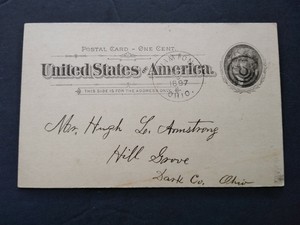 POSTAL CARD – ONE CENT.
United States of America.
THIS SIDE IS FOR THE ADDRESS ONLY.
1897
OHIO.
Mr. Hugh L. Armstrong
Hill Grove
Dark Co. Ohio